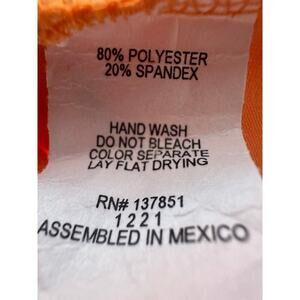 80% POLYESTER
20% SPANDEX
HAND WASH
DO NOT BLEACH
COLOR SEPARATE
LAY FLAT DRYING
RN# 137851
1221
ASSEMBLED IN MEXICO